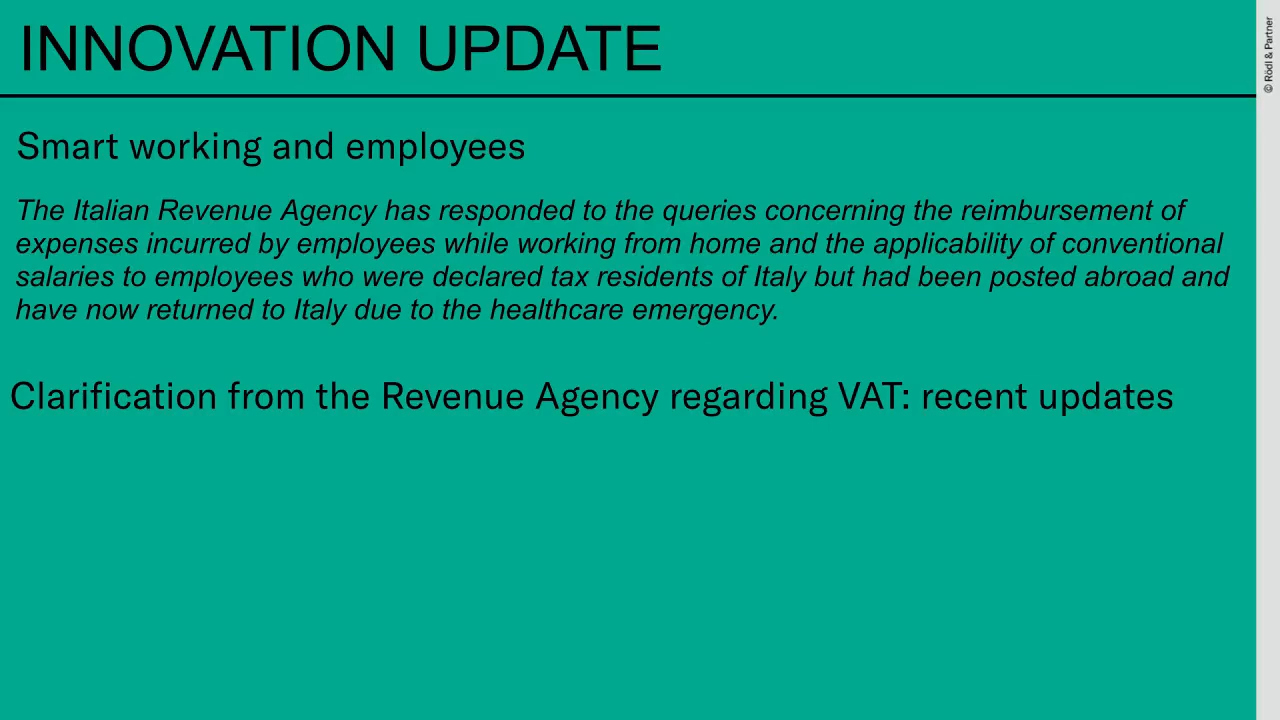 INNOVATION UPDATE
© Rödl & Partner
Smart working and employees
The Italian Revenue Agency has responded to the queries concerning the reimbursement of
expenses incurred by employees while working from home and the applicability of conventional
salaries to employees who were declared tax residents of Italy but had been posted abroad and
have now returned to Italy due to the healthcare emergency.
Clarification from the Revenue Agency regarding VAT: recent updates